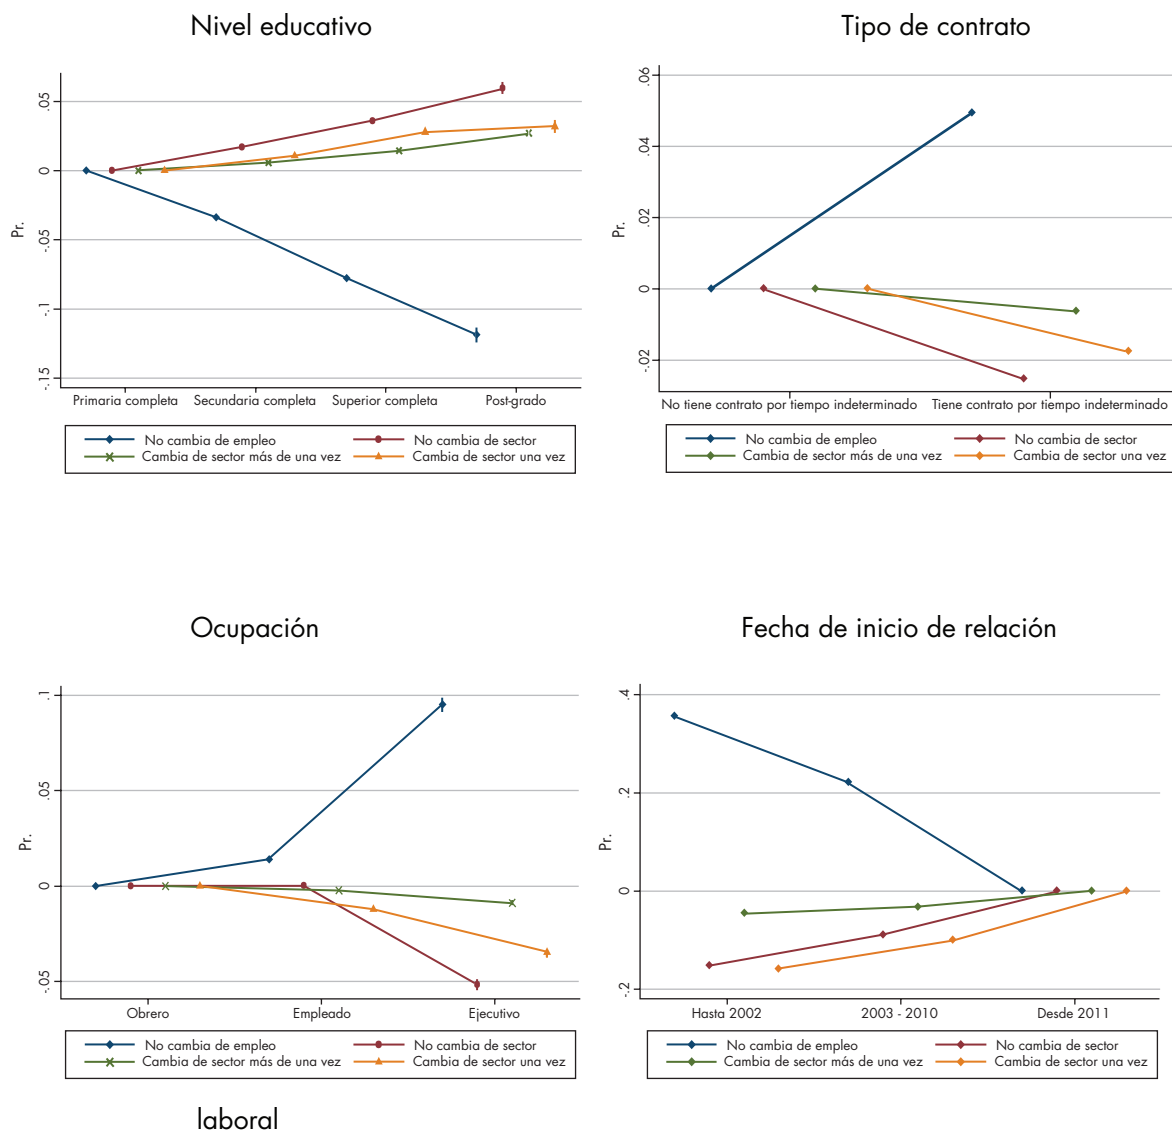 Nivel educativo
.05
0
-.05
-.1
-.15
Pr.
Primaria completa Secundaria completa Superior completa Post-grado
No cambia de empleo No cambia de sector
Cambia de sector más de una vez Cambia de sector una vez
Tipo de contrato
.06
.04
.02
0
-.02
Pr.
No tiene contrato por tiempo indeterminado Tiene contrato por tiempo indeterminado
No cambia de empleo No cambia de sector
Cambia de sector más de una vez Cambia de sector una vez
Ocupación
.1
.05
0
-.05
Pr.
Obrero Empleado Ejecutivo
No cambia de empleo No cambia de sector
Cambia de sector más de una vez Cambia de sector una vez
Fecha de inicio de relación
.4
.2
0
-.2
Pr.
Hasta 2002 2003 - 2010 Desde 2011
No cambia de empleo No cambia de sector
Cambia de sector más de una vez Cambia de sector una vez
laboral